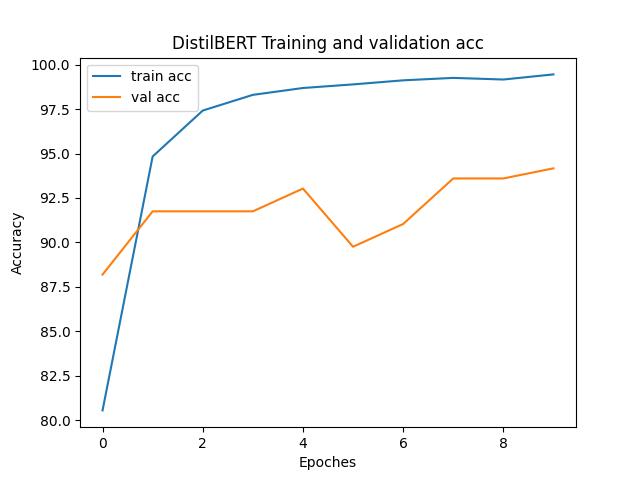 DistilBERT Training and validation acc
train acc
val acc
Accuracy
100.0
97.5
95.0
92.5
90.0
87.5
85.0
82.5
80.0
0 2 4 6 8
Epoches